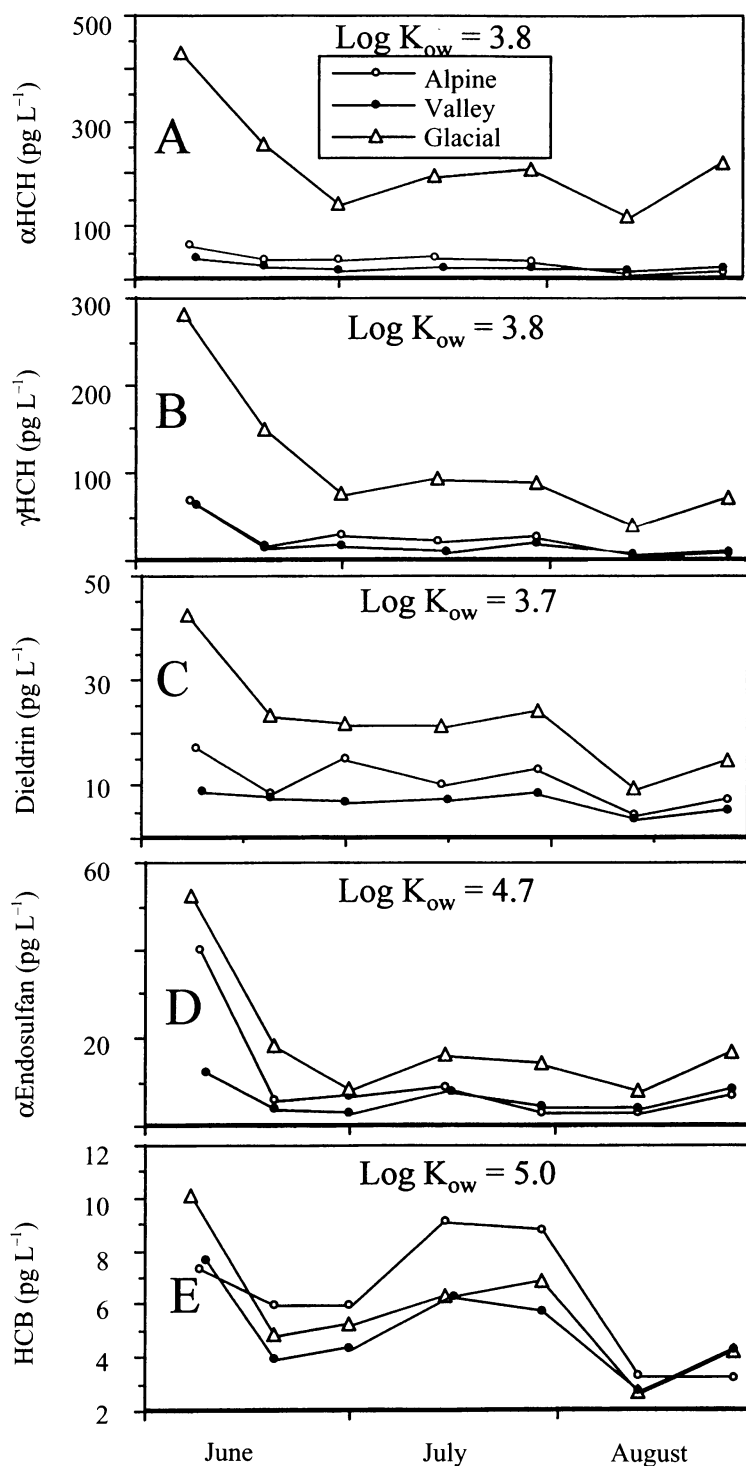 500
300
100
αHCH (pg L⁻¹)
A
Log Kow = 3.8
Alpine
Valley
Glacial
300
200
100
γHCH (pg L⁻¹)
B
Log Kow = 3.8
50
30
10
Dieldrin (pg L⁻¹)
C
Log Kow = 3.7
60
20
αEndosulfan (pg L⁻¹)
D
Log Kow = 4.7
12
10
8
6
4
2
HCB (pg L⁻¹)
E
Log Kow = 5.0
June July August